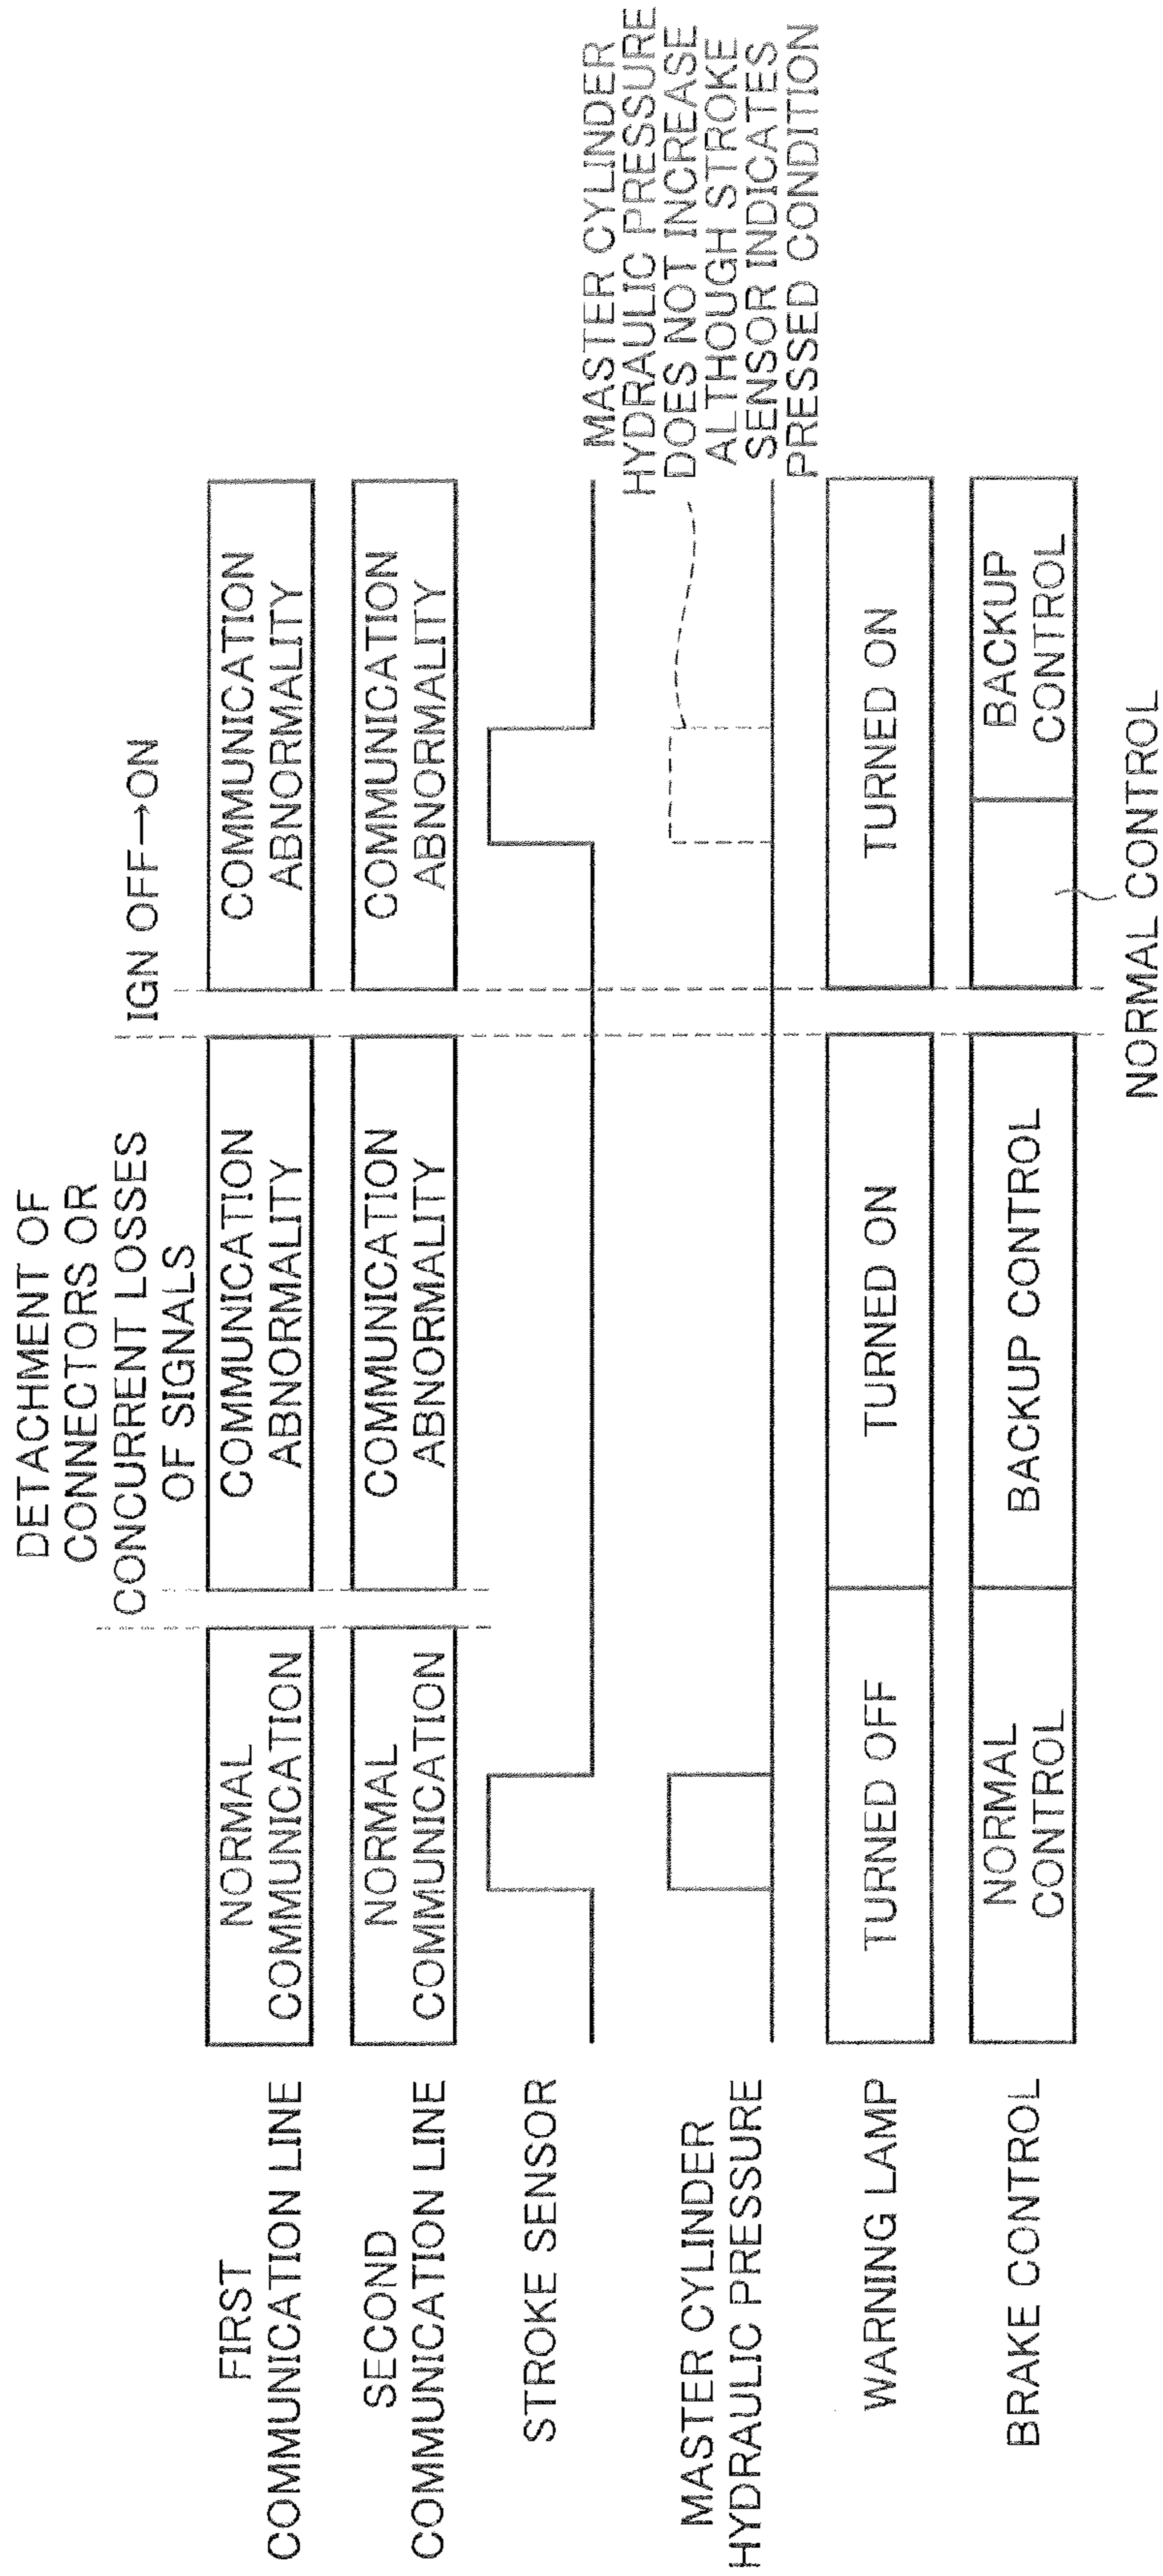 DETACHMENT OF
CONNECTORS OR
CONCURRENT LOSSES
OF SIGNALS
IGN OFF→ON
FIRST
COMMUNICATION LINE
NORMAL
COMMUNICATION
COMMUNICATION
ABNORMALITY
COMMUNICATION
ABNORMALITY
SECOND
COMMUNICATION LINE
NORMAL
COMMUNICATION
COMMUNICATION
ABNORMALITY
COMMUNICATION
ABNORMALITY
STROKE SENSOR
MASTER CYLINDER
HYDRAULIC PRESSURE
MASTER CYLINDER
HYDRAULIC PRESSURE
DOES NOT INCREASE
ALTHOUGH STROKE
SENSOR INDICATES
PRESSED CONDITION
WARNING LAMP
TURNED OFF
TURNED ON
TURNED ON
BRAKE CONTROL
NORMAL
CONTROL
BACKUP CONTROL
BACKUP
CONTROL
NORMAL CONTROL